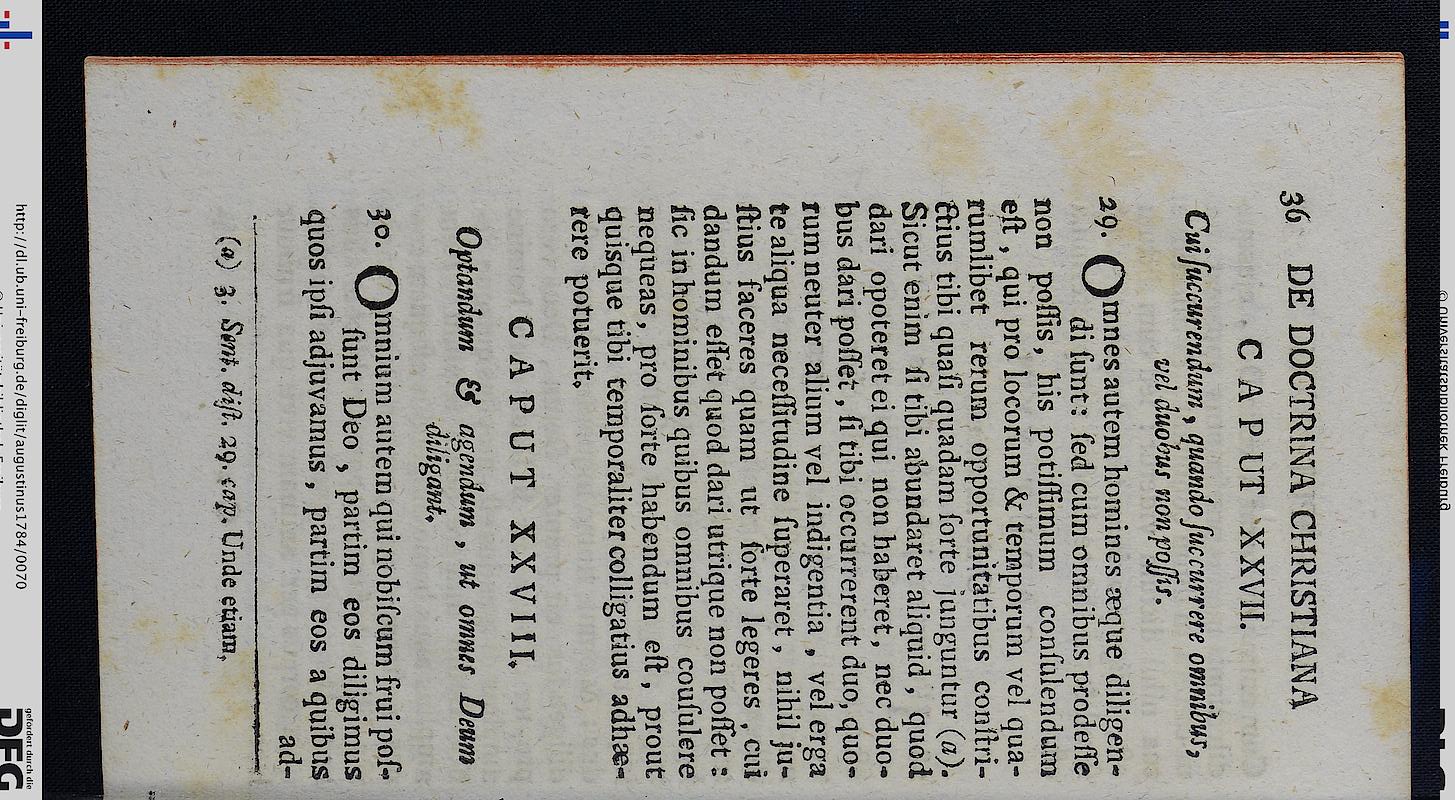 36 DE DOCTRINA CHRISTIANA
CAPUT XXVII.
Cui ſuccurendum, quando ſuccurrere omnibus,
vel duobus non poſſis.
29. Omnes autem homines æque diligen-
di ſunt: ſed cum omnibus prodeſſe
non poſſis, his potiſſimum conſulendum
eſt, qui pro locorum & temporum vel qua-
rumlibet rerum opportunitatibus conſtri-
ctius tibi quaſi quadam ſorte junguntur (a).
Sicut enim ſi tibi abundaret aliquid, quod
dari opoteret ei qui non haberet, nec duo-
bus dari poſſet, ſi tibi occurrerent duo, quo-
rum neuter alium vel indigentia, vel erga
te aliqua neceſſitudine ſuperaret, nihil ju-
ſtius faceres quam ut ſorte legeres, cui
dandum eſſet quod dari utrique non poſſet:
ſic in hominibus quibus omnibus couſulere
nequeas, pro ſorte habendum eſt, prout
quisque tibi temporaliter colligatius adhæ-
rere potuerit.
CAPUT XXVIII.
Optandum & agendum, ut omnes Deum
diligant.
30. Omnium autem qui nobiſcum frui poſ-
ſunt Deo, partim eos diligimus
quos ipſi adjuvamus, partim eos a quibus
ad-
(a) 3. Sent. diſt. 29. cap. Unde etiam,
http://dl.ub.uni-freiburg.de/diglit/augustinus1784/0070
gefördert durch die
DFG